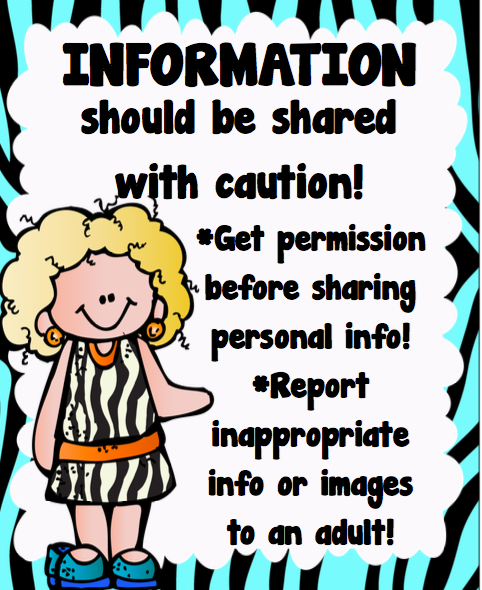 INFORMATION
should be shared
with caution!
*Get permission
before sharing
personal info!
*Report
inappropriate
info or images
to an adult!